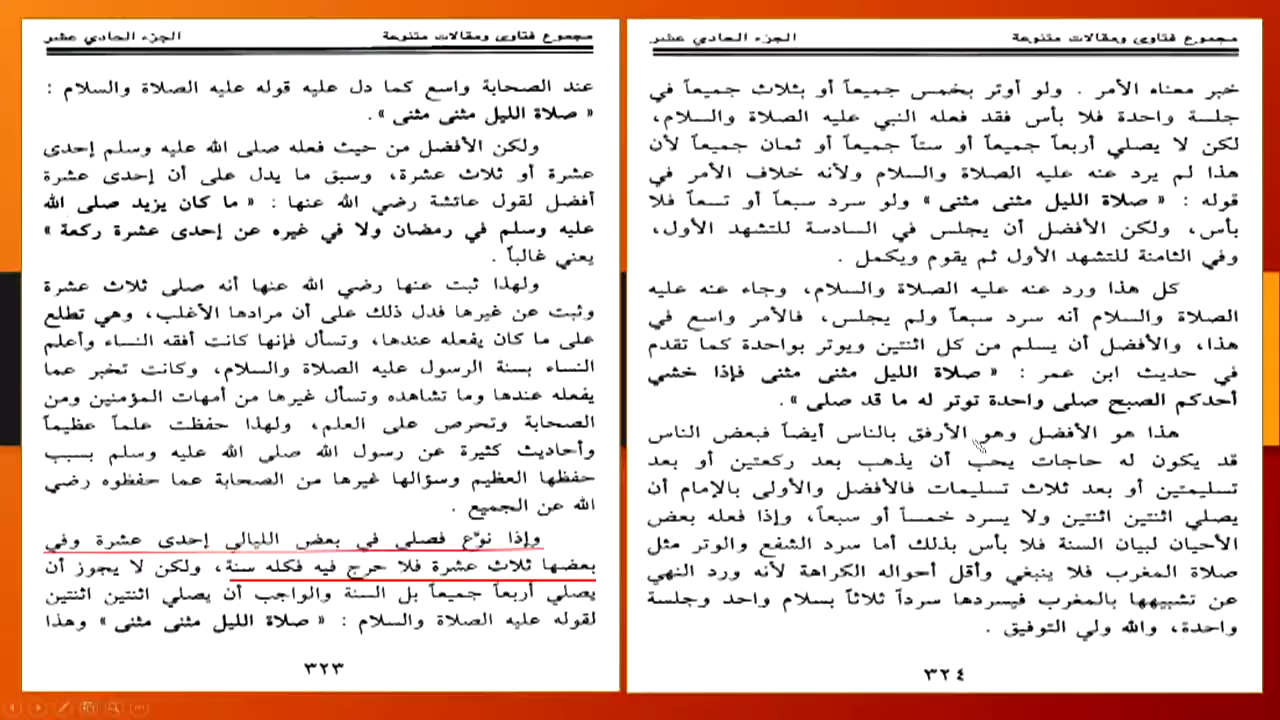 مجموع فتاوى ومقالات متنوعة الجزء الحادي عشر
عند الصحابة واسع كما دل عليه قوله عليه الصلاة والسلام :
« صلاة الليل مثنى مثنى ».
ولكن الأفضل من حيث فعله صلى الله عليه وسلم إحدى
عشرة أو ثلاث عشرة، وسبق ما يدل على أن إحدى عشرة
أفضل لقول عائشة رضي الله عنها : « ما كان يزيد صلى الله
عليه وسلم في رمضان ولا في غيره عن إحدى عشرة ركعة »
يعني غالباً .
ولهذا ثبت عنها رضي الله عنها أنه صلى ثلاث عشرة
وثبت عن غيرها فدل ذلك على أن مرادها الأغلب، وهي تطلع
على ما كان يفعله عندها، وتسأل فإنها كانت أفقه النساء وأعلم
النساء بسنة الرسول عليه الصلاة والسلام، وكانت تخبر عما
يفعله عندها وما تشاهده وتسأل غيرها من أمهات المؤمنين ومن
الصحابة وتحرص على العلم، ولهذا حفظت علماً عظيماً
وأحاديث كثيرة عن رسول الله صلى الله عليه وسلم بسبب
حفظها العظيم وسؤالها غيرها من الصحابة عما حفظوه رضي
الله عن الجميع .
وإذا نوّع فصلى في بعض الليالي إحدى عشرة وفي
بعضها ثلاث عشرة فلا حرج فيه فكله سنة، ولكن لا يجوز أن
يصلي أربعاً جميعاً بل السنة والواجب أن يصلي اثنتين اثنتين
لقوله عليه الصلاة والسلام : « صلاة الليل مثنى مثنى » وهذا
٣٢٣
مجموع فتاوى ومقالات متنوعة الجزء الحادي عشر
خبر معناه الأمر . ولو أوتر بخمس جميعاً أو بثلاث جميعاً في
جلسة واحدة فلا بأس فقد فعله النبي عليه الصلاة والسلام،
لكن لا يصلي أربعاً جميعاً أو ستاً جميعاً أو ثمان جميعاً لأن
هذا لم يرد عنه عليه الصلاة والسلام ولأنه خلاف الأمر في
قوله : « صلاة الليل مثنى مثنى » ولو سرد سبعاً أو تسعاً فلا
بأس، ولكن الأفضل أن يجلس في السادسة للتشهد الأول،
وفي الثامنة للتشهد الأول ثم يقوم ويكمل .
كل هذا ورد عنه عليه الصلاة والسلام، وجاء عنه عليه
الصلاة والسلام أنه سرد سبعاً ولم يجلس، فالأمر واسع في
هذا، والأفضل أن يسلم من كل اثنتين ويوتر بواحدة كما تقدم
في حديث ابن عمر : « صلاة الليل مثنى مثنى فإذا خشي
أحدكم الصبح صلى واحدة توتر له ما قد صلى ».
هذا هو الأفضل وهو الأرفق بالناس أيضاً فبعض الناس
قد يكون له حاجات يحب أن يذهب بعد ركعتين أو بعد
تسليمتين أو بعد ثلاث تسليمات فالأفضل والأولى بالإمام أن
يصلي اثنتين اثنتين ولا يسرد خمساً أو سبعاً، وإذا فعله بعض
الأحيان لبيان السنة فلا بأس بذلك أما سرد الشفع والوتر مثل
صلاة المغرب فلا ينبغي وأقل أحواله الكراهة لأنه ورد النهي
عن تشبيهها بالمغرب فيسردها سرداً ثلاثاً بسلام واحد وجلسة
واحدة، والله ولي التوفيق .
٣٢٤